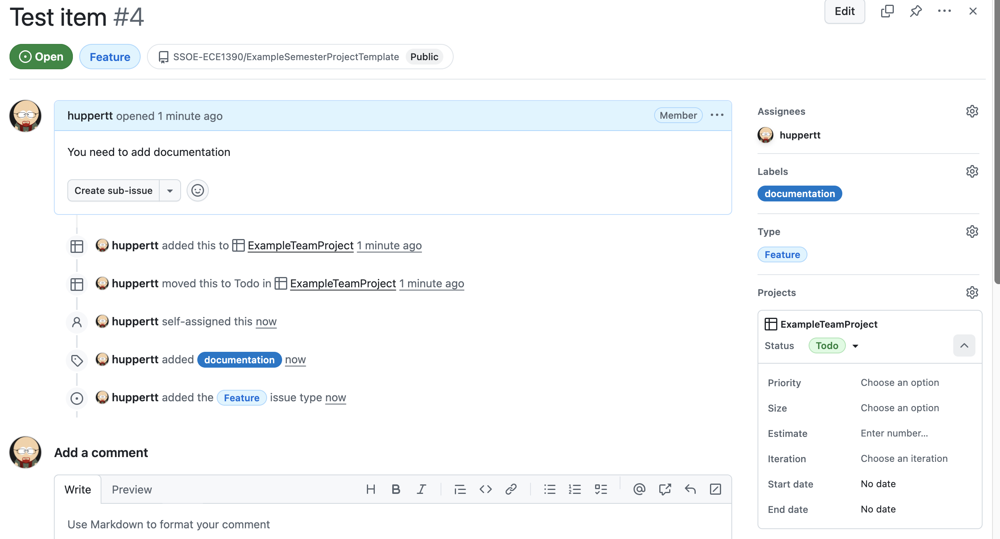 Test item #4
Edit
Open
Feature
SSOE-ECE1390/ExampleSemesterProjectTemplate
Public
huppertt opened 1 minute ago
Member
You need to add documentation
Create sub-issue
huppertt added this to ExampleTeamProject 1 minute ago
huppertt moved this to Todo in ExampleTeamProject 1 minute ago
huppertt self-assigned this now
huppertt added documentation now
huppertt added the Feature issue type now
Add a comment
Write
Preview
Use Markdown to format your comment
Assignees
huppertt
Labels
documentation
Type
Feature
Projects
ExampleTeamProject
Status Todo
Priority Choose an option
Size Choose an option
Estimate Enter number...
Iteration Choose an iteration
Start date No date
End date No date